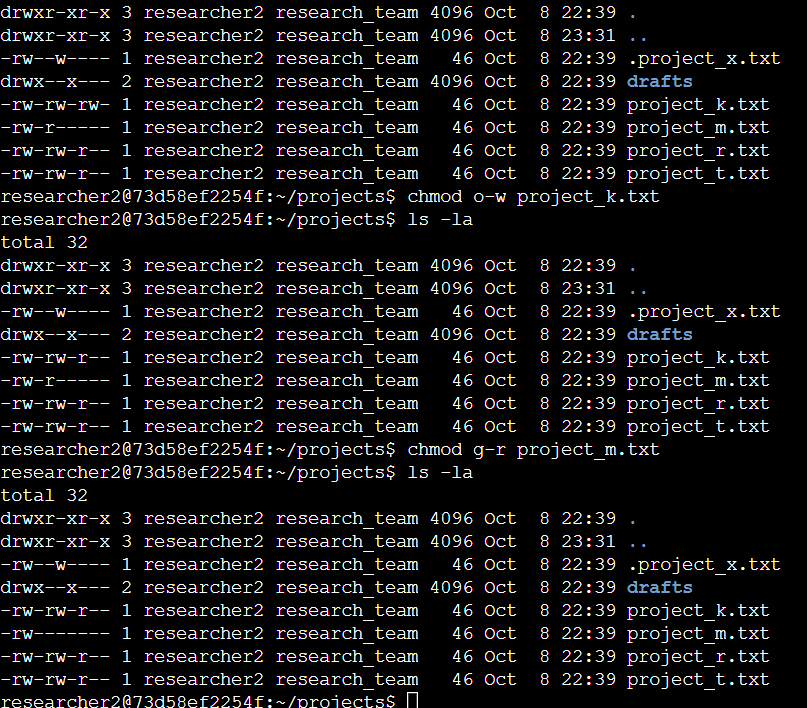 drwxr-xr-x 3 researcher2 research_team 4096 Oct  8 22:39 .
drwxr-xr-x 3 researcher2 research_team 4096 Oct  8 23:31 ..
-rw--w---- 1 researcher2 research_team   46 Oct  8 22:39 .project_x.txt
drwx--x--- 2 researcher2 research_team 4096 Oct  8 22:39 drafts
-rw-rw-rw- 1 researcher2 research_team   46 Oct  8 22:39 project_k.txt
-rw-r----- 1 researcher2 research_team   46 Oct  8 22:39 project_m.txt
-rw-rw-r-- 1 researcher2 research_team   46 Oct  8 22:39 project_r.txt
-rw-rw-r-- 1 researcher2 research_team   46 Oct  8 22:39 project_t.txt
researcher2@73d58ef2254f:~/projects$ chmod o-w project_k.txt
researcher2@73d58ef2254f:~/projects$ ls -la
total 32
drwxr-xr-x 3 researcher2 research_team 4096 Oct  8 22:39 .
drwxr-xr-x 3 researcher2 research_team 4096 Oct  8 23:31 ..
-rw--w---- 1 researcher2 research_team   46 Oct  8 22:39 .project_x.txt
drwx--x--- 2 researcher2 research_team 4096 Oct  8 22:39 drafts
-rw-rw-r-- 1 researcher2 research_team   46 Oct  8 22:39 project_k.txt
-rw-r----- 1 researcher2 research_team   46 Oct  8 22:39 project_m.txt
-rw-rw-r-- 1 researcher2 research_team   46 Oct  8 22:39 project_r.txt
-rw-rw-r-- 1 researcher2 research_team   46 Oct  8 22:39 project_t.txt
researcher2@73d58ef2254f:~/projects$ chmod g-r project_m.txt
researcher2@73d58ef2254f:~/projects$ ls -la
total 32
drwxr-xr-x 3 researcher2 research_team 4096 Oct  8 22:39 .
drwxr-xr-x 3 researcher2 research_team 4096 Oct  8 23:31 ..
-rw--w---- 1 researcher2 research_team   46 Oct  8 22:39 .project_x.txt
drwx--x--- 2 researcher2 research_team 4096 Oct  8 22:39 drafts
-rw-rw-r-- 1 researcher2 research_team   46 Oct  8 22:39 project_k.txt
-rw------- 1 researcher2 research_team   46 Oct  8 22:39 project_m.txt
-rw-rw-r-- 1 researcher2 research_team   46 Oct  8 22:39 project_r.txt
-rw-rw-r-- 1 researcher2 research_team   46 Oct  8 22:39 project_t.txt
researcher2@73d58ef2254f:~/projects$